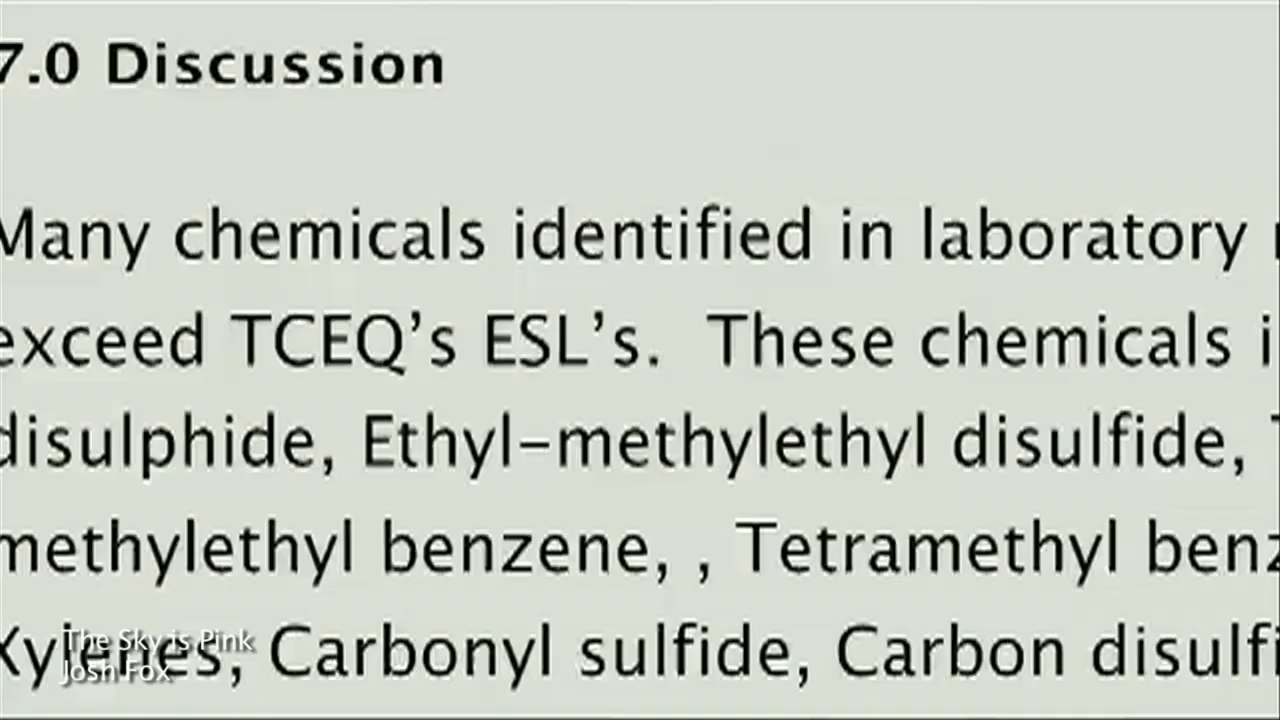 7.0 Discussion
Many chemicals identified in laboratory
exceed TCEQ's ESL's. These chemicals
disulphide, Ethyl-methylethyl disulfide,
methylethyl benzene, , Tetramethyl benz
Xylenes, Carbonyl sulfide, Carbon disulfi
The Sky is Pink
Josh Fox